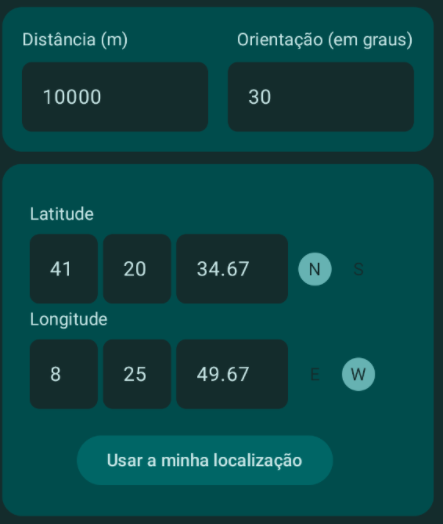 Distância (m) Orientação (em graus)
10000 30
Latitude
41 20 34.67 N S
Longitude
8 25 49.67 E W
Usar a minha localização